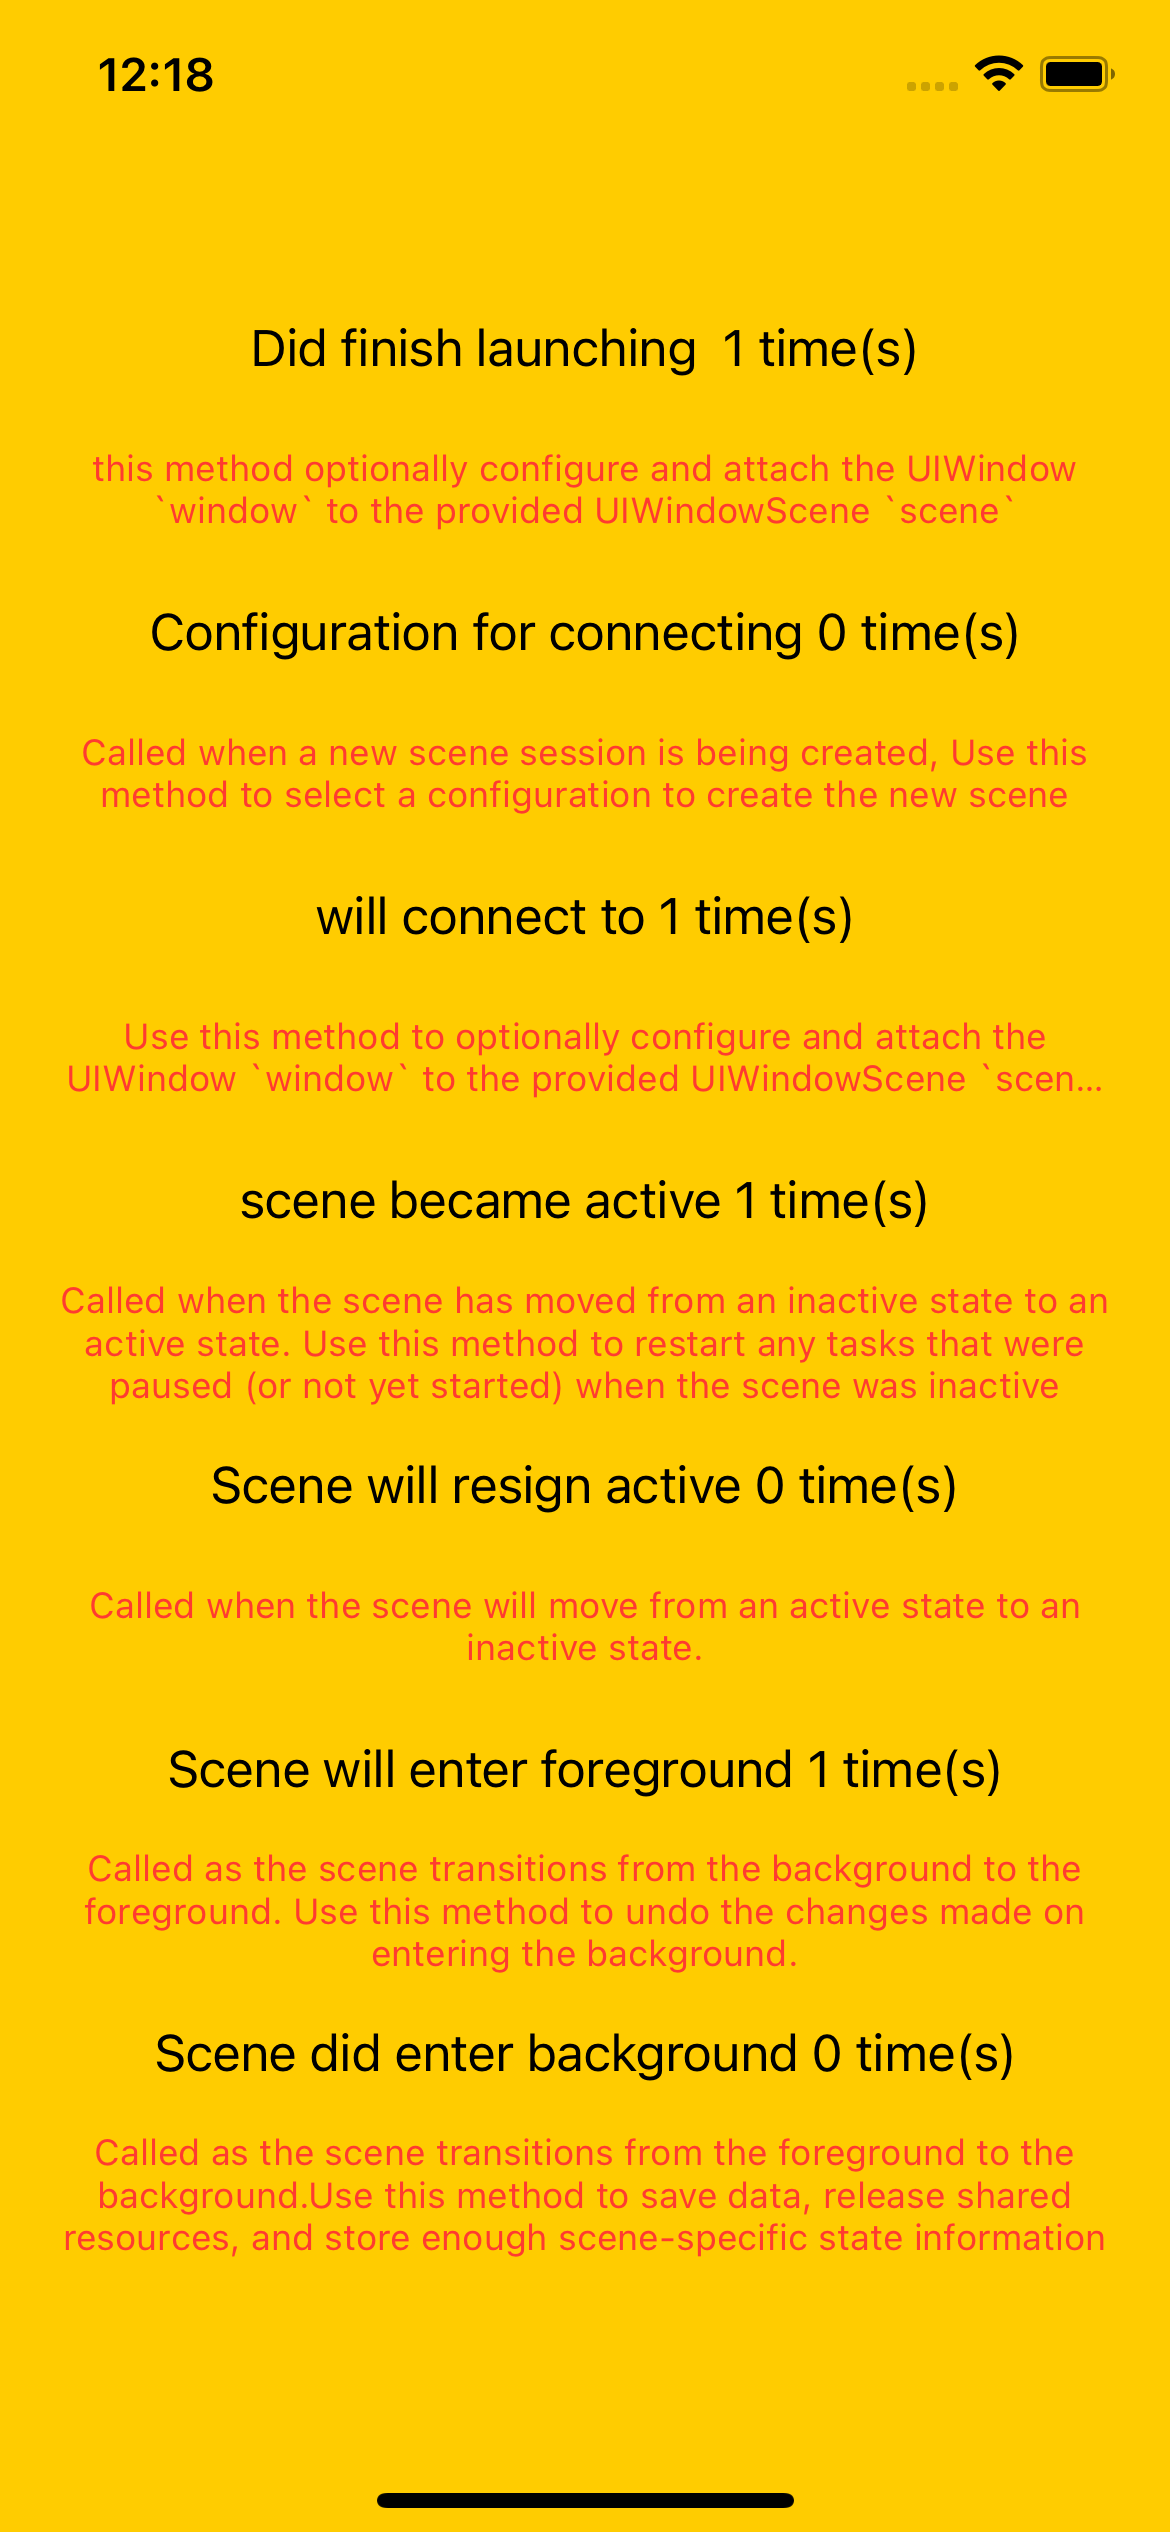 12:18
Did finish launching  1 time(s)
this method optionally configure and attach the UIWindow
`window` to the provided UIWindowScene `scene`
Configuration for connecting 0 time(s)
Called when a new scene session is being created, Use this
method to select a configuration to create the new scene
will connect to 1 time(s)
Use this method to optionally configure and attach the
UIWindow `window` to the provided UIWindowScene `scen...
scene became active 1 time(s)
Called when the scene has moved from an inactive state to an
active state. Use this method to restart any tasks that were
paused (or not yet started) when the scene was inactive
Scene will resign active 0 time(s)
Called when the scene will move from an active state to an
inactive state.
Scene will enter foreground 1 time(s)
Called as the scene transitions from the background to the
foreground. Use this method to undo the changes made on
entering the background.
Scene did enter background 0 time(s)
Called as the scene transitions from the foreground to the
background.Use this method to save data, release shared
resources, and store enough scene-specific state information